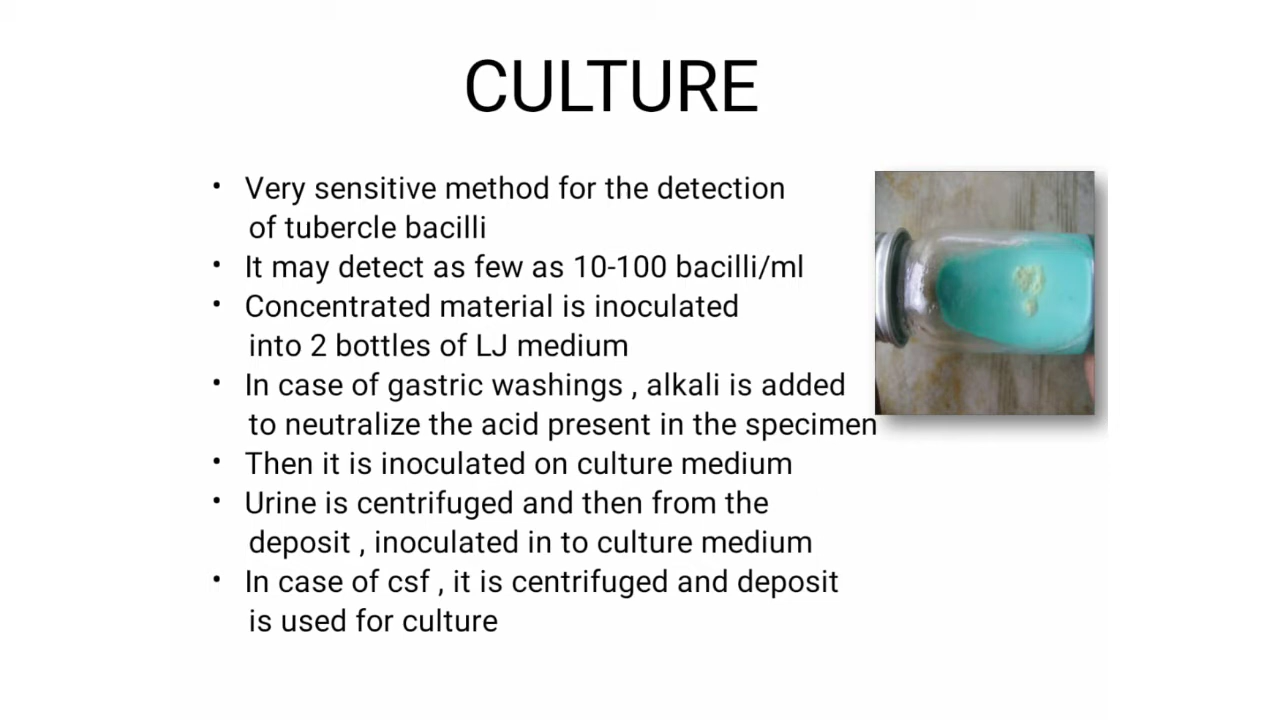 CULTURE
• Very sensitive method for the detection
of tubercle bacilli
• It may detect as few as 10-100 bacilli/ml
• Concentrated material is inoculated
into 2 bottles of LJ medium
• In case of gastric washings , alkali is added
to neutralize the acid present in the specimen
• Then it is inoculated on culture medium
• Urine is centrifuged and then from the
deposit , inoculated in to culture medium
• In case of csf , it is centrifuged and deposit
is used for culture